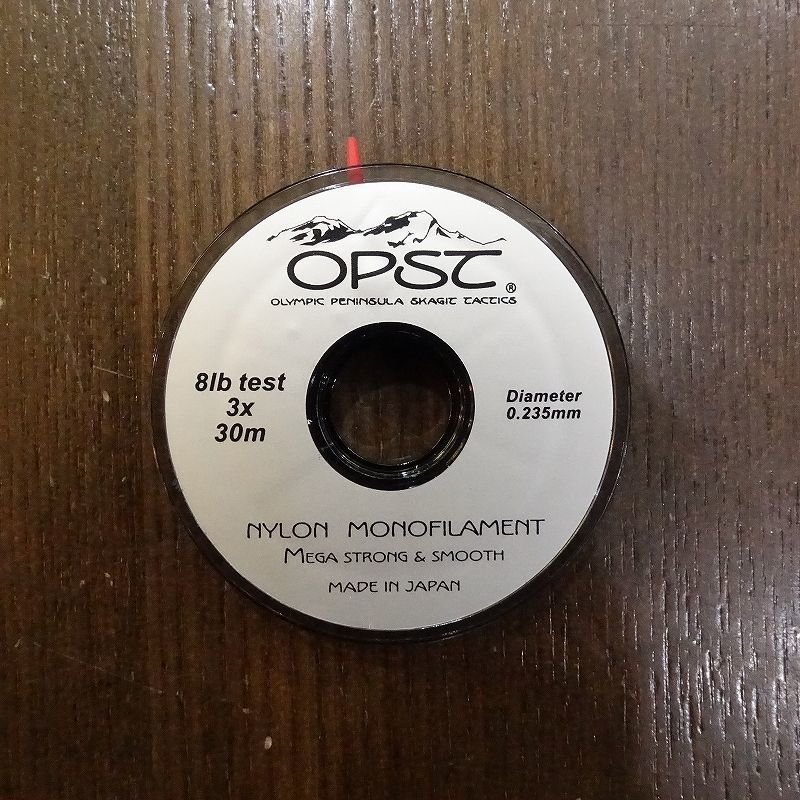 OPST®
OLYMPIC PENINSULA SKAGIT TACTICS
8lb test
3x
30m
Diameter
0.235mm
NYLON MONOFILAMENT
MEGA STRONG & SMOOTH
MADE IN JAPAN